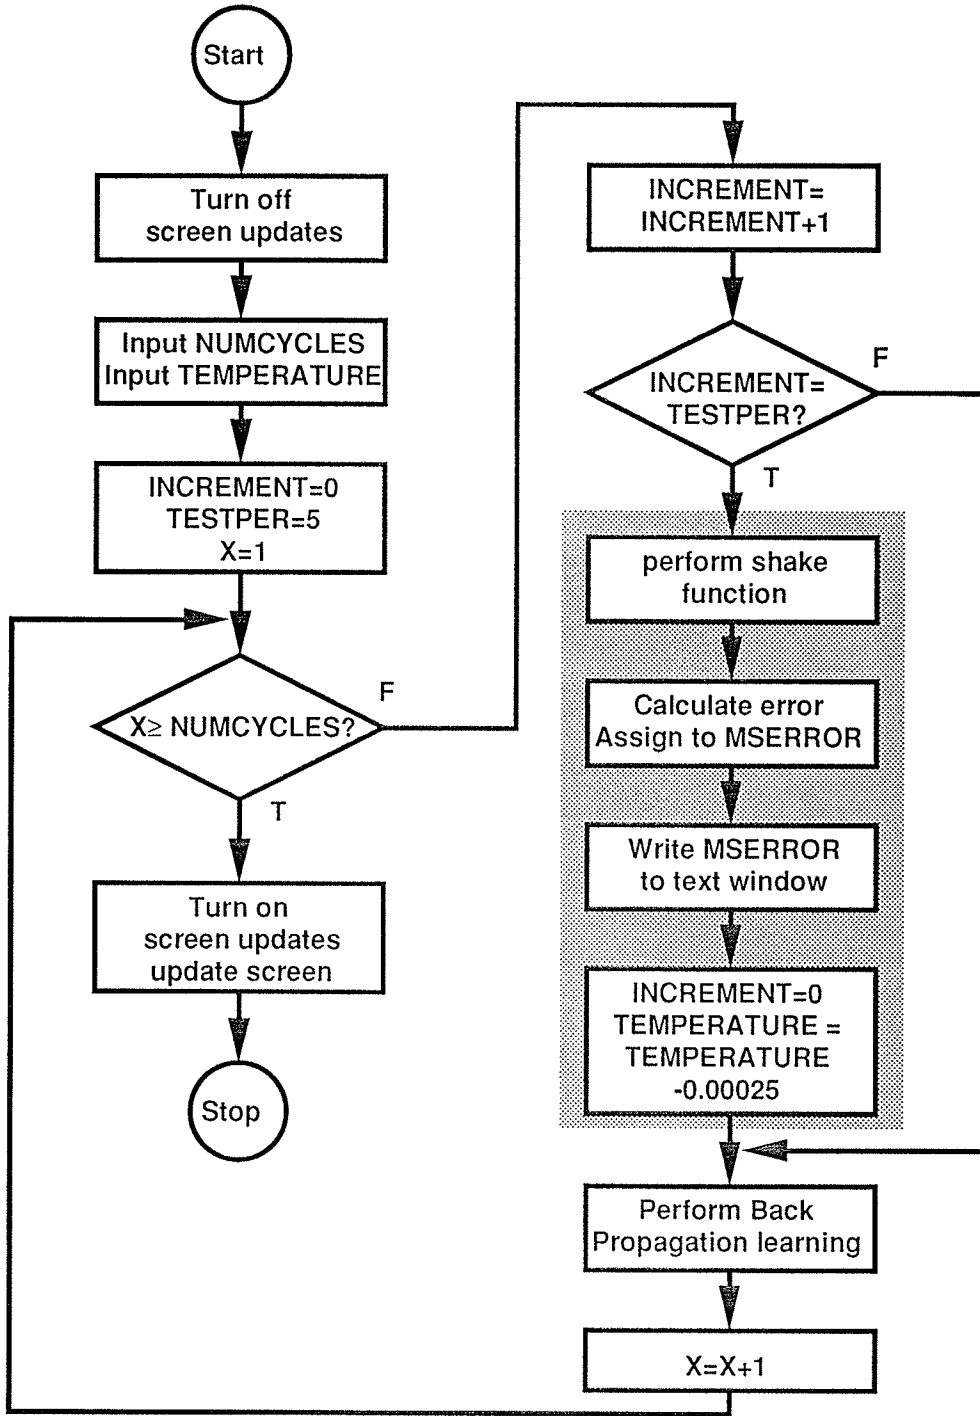 Start
Turn off
screen updates
Input NUMCYCLES
Input TEMPERATURE
INCREMENT=0
TESTPER=5
X=1
X≥ NUMCYCLES?
F
T
Turn on
screen updates
update screen
Stop
INCREMENT=
INCREMENT+1
INCREMENT=
TESTPER?
F
T
perform shake
function
Calculate error
Assign to MSERROR
Write MSERROR
to text window
INCREMENT=0
TEMPERATURE =
TEMPERATURE
-0.00025
Perform Back
Propagation learning
X=X+1